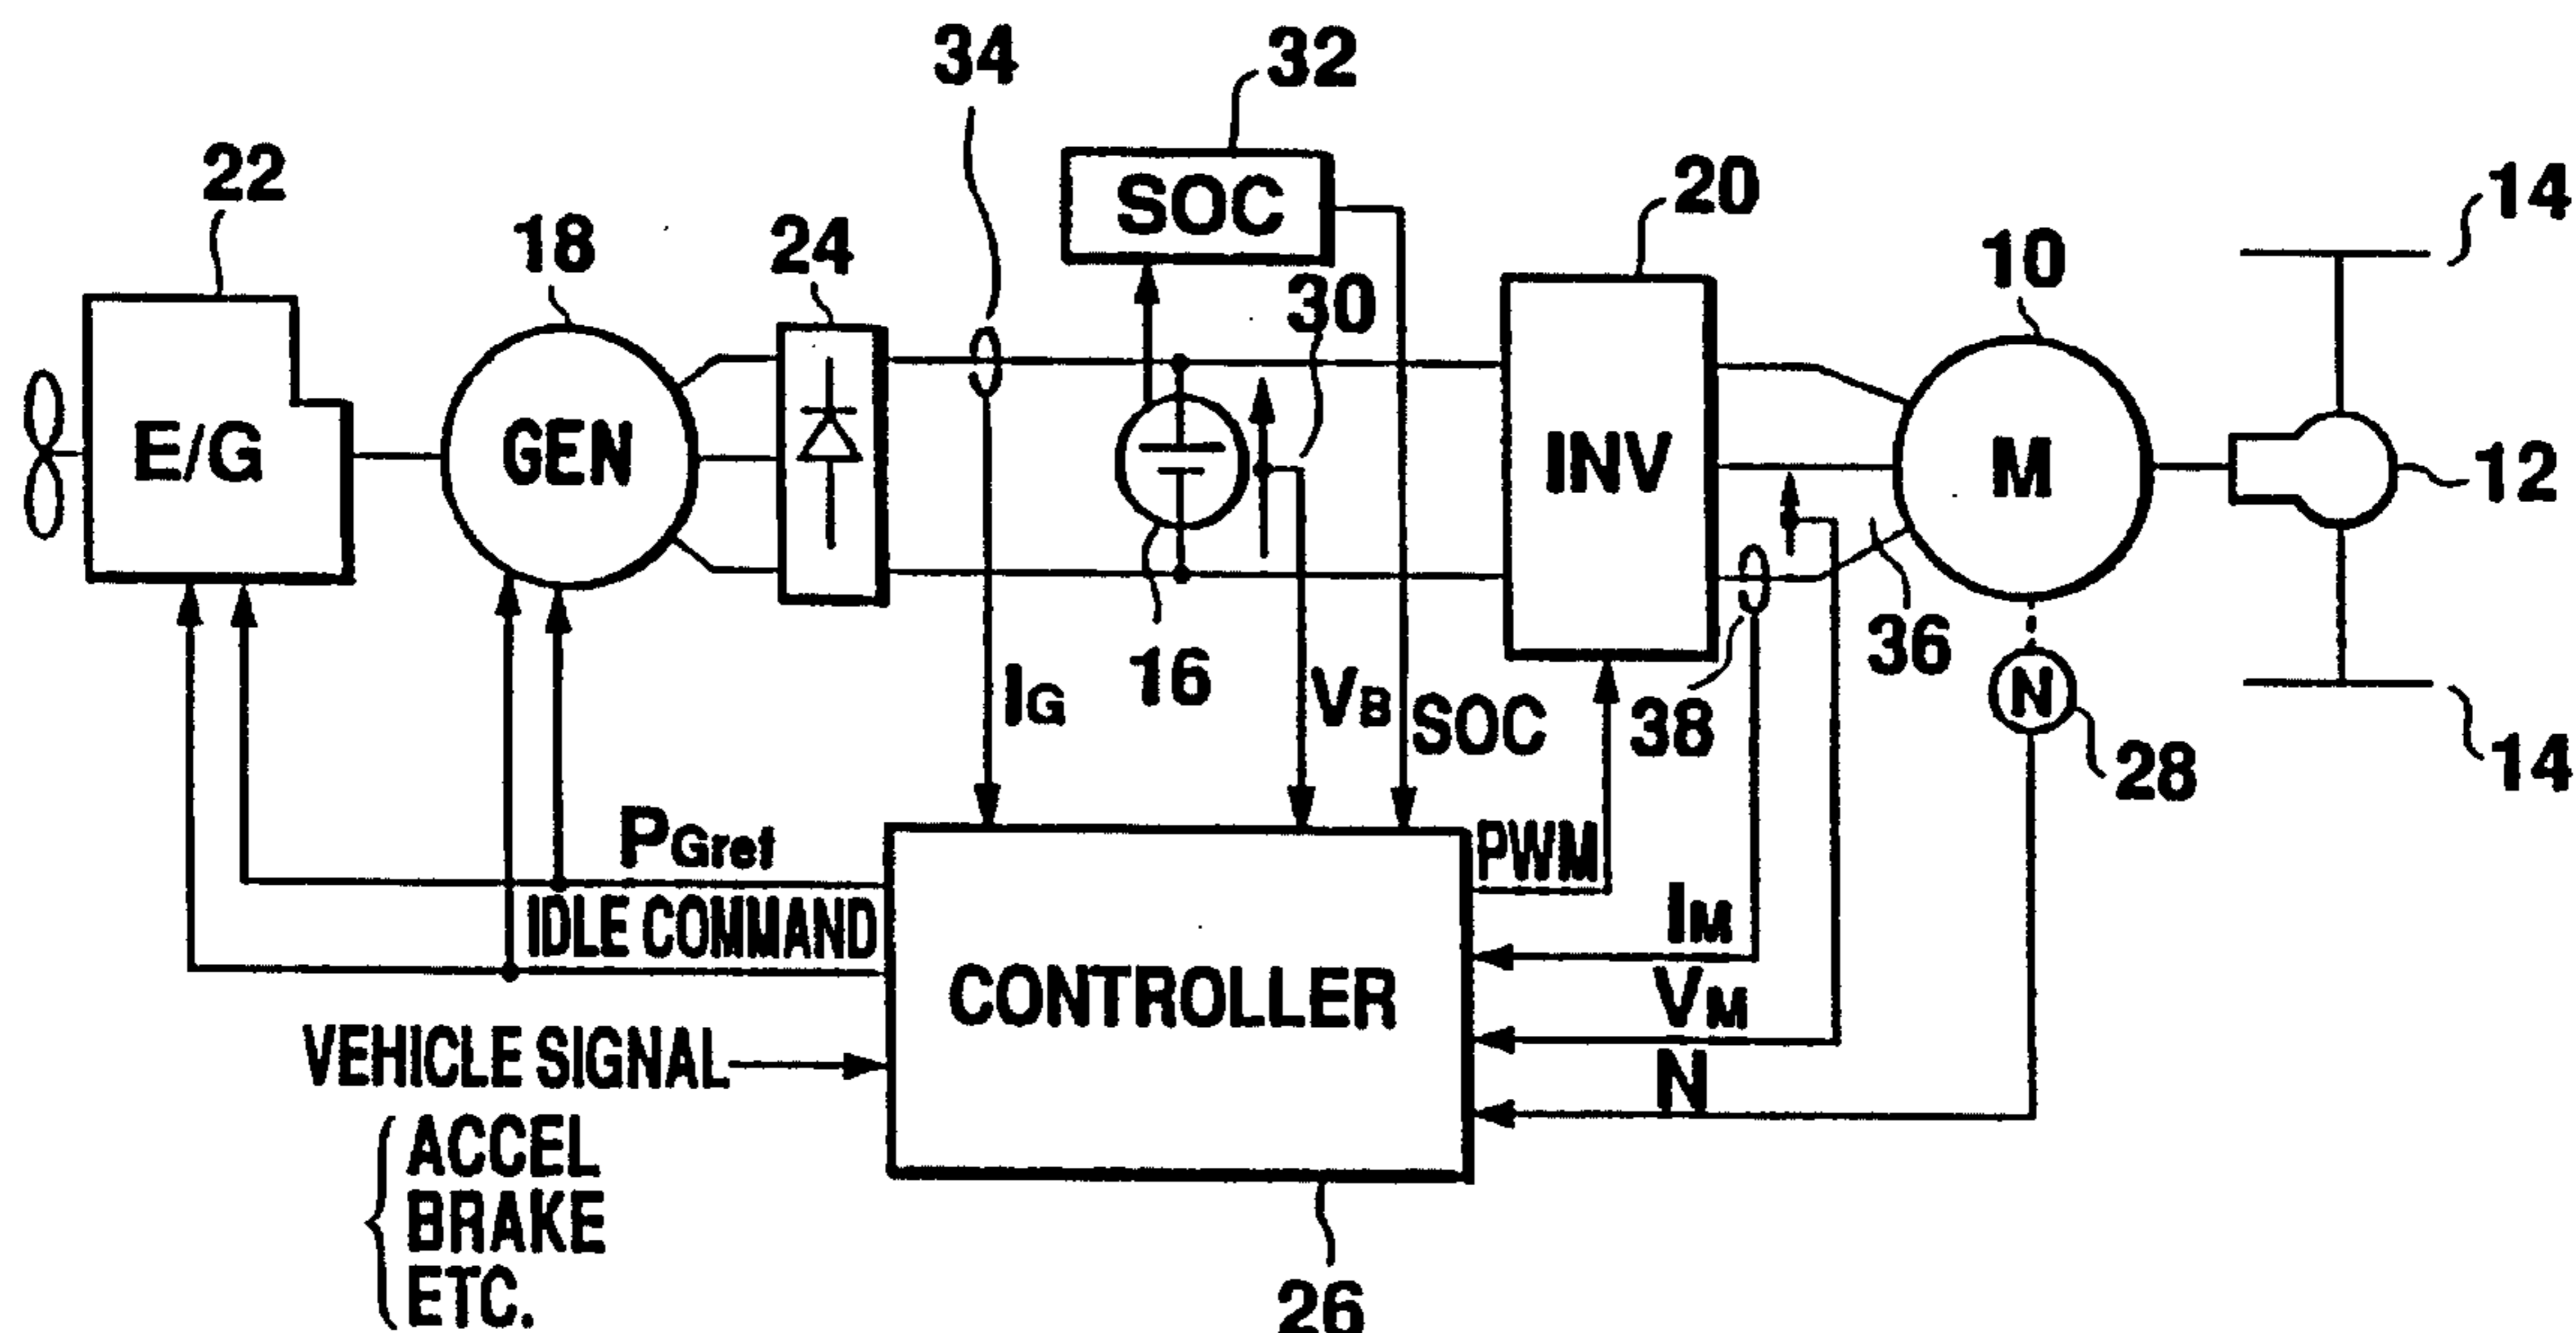 34
32
22
18
24
SOC
20
10
14
30
E/G
GEN
INV
M
12
16
36
IG
VB
SOC
38
N
28
14
PGref
PWM
IDLE COMMAND
IM
CONTROLLER
VM
VEHICLE SIGNAL
N
ACCEL
BRAKE
ETC.
26